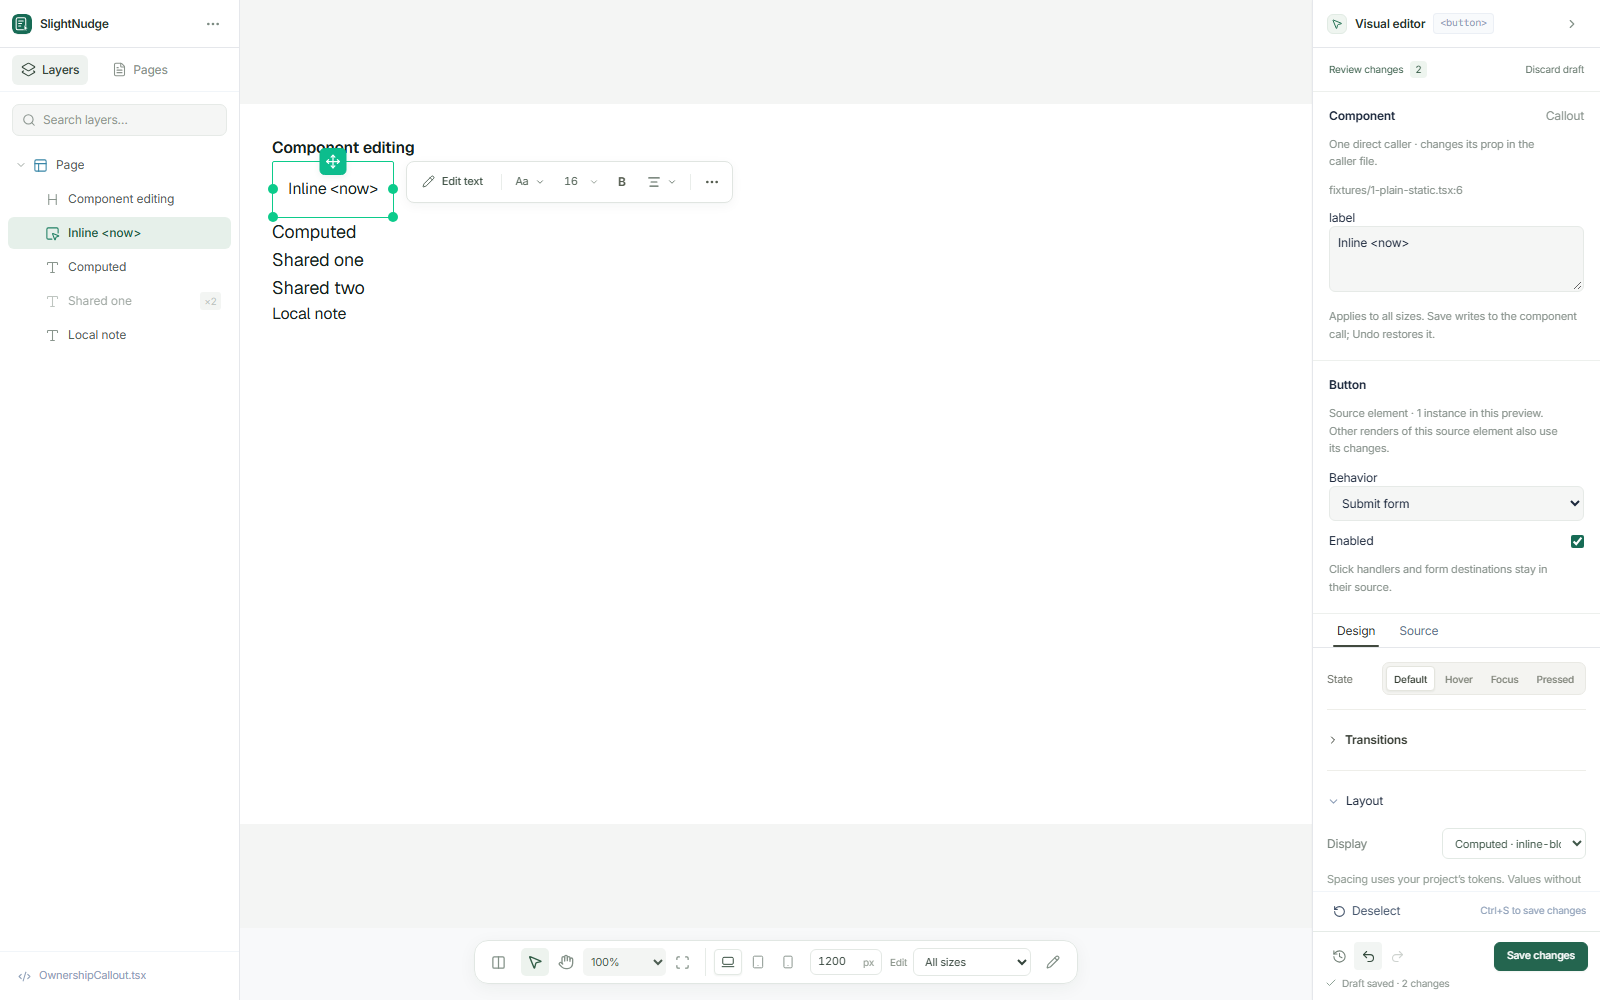 SlightNudge
Layers
Pages
Search layers...
Page
Component editing
Inline <now>
Computed
Shared one
×2
Local note
OwnershipCallout.tsx
Component editing
Inline <now>
Edit text
Aa
16
B
Computed
Shared one
Shared two
Local note
100%
1200 px
Edit
All sizes
Visual editor
<button>
Review changes 2
Discard draft
Component
Callout
One direct caller · changes its prop in the
caller file.
fixtures/1-plain-static.tsx:6
label
Inline <now>
Applies to all sizes. Save writes to the component
call; Undo restores it.
Button
Source element · 1 instance in this preview.
Other renders of this source element also use
its changes.
Behavior
Submit form
Enabled
Click handlers and form destinations stay in
their source.
Design
Source
State
Default
Hover
Focus
Pressed
Transitions
Layout
Display
Computed · inline-blo
Spacing uses your project's tokens. Values without
Deselect
Ctrl+S to save changes
Save changes
Draft saved · 2 changes